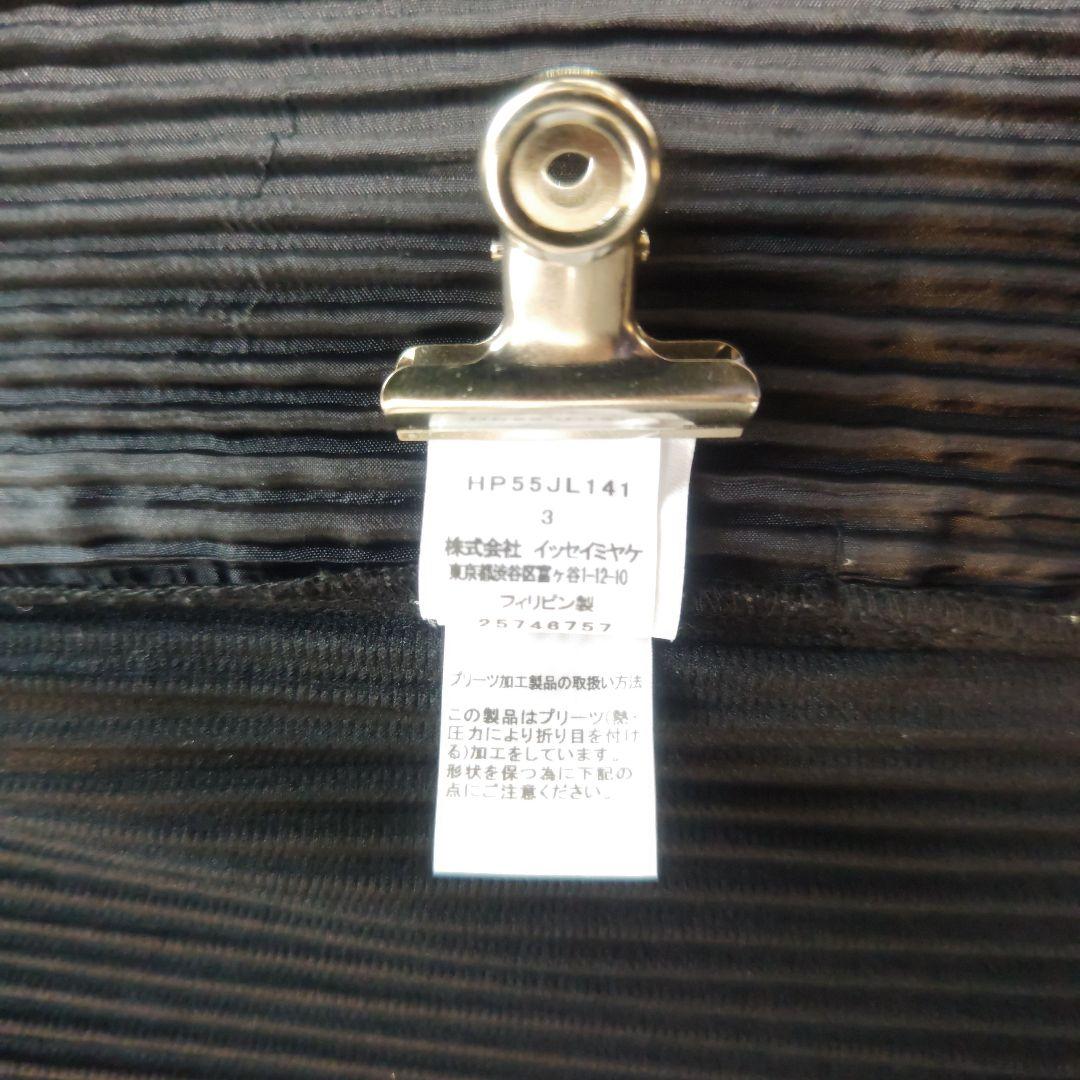 HP55JL141
3
株式会社 イッセイミヤケ
東京都渋谷区富ヶ谷1-12-10
フィリピン製
25746757
プリーツ加工製品の取扱い方法
この製品はプリーツ(熱・
圧力により折り目を付け
る)加工をしています。
形状を保つ為に下記の
点にご注意ください。